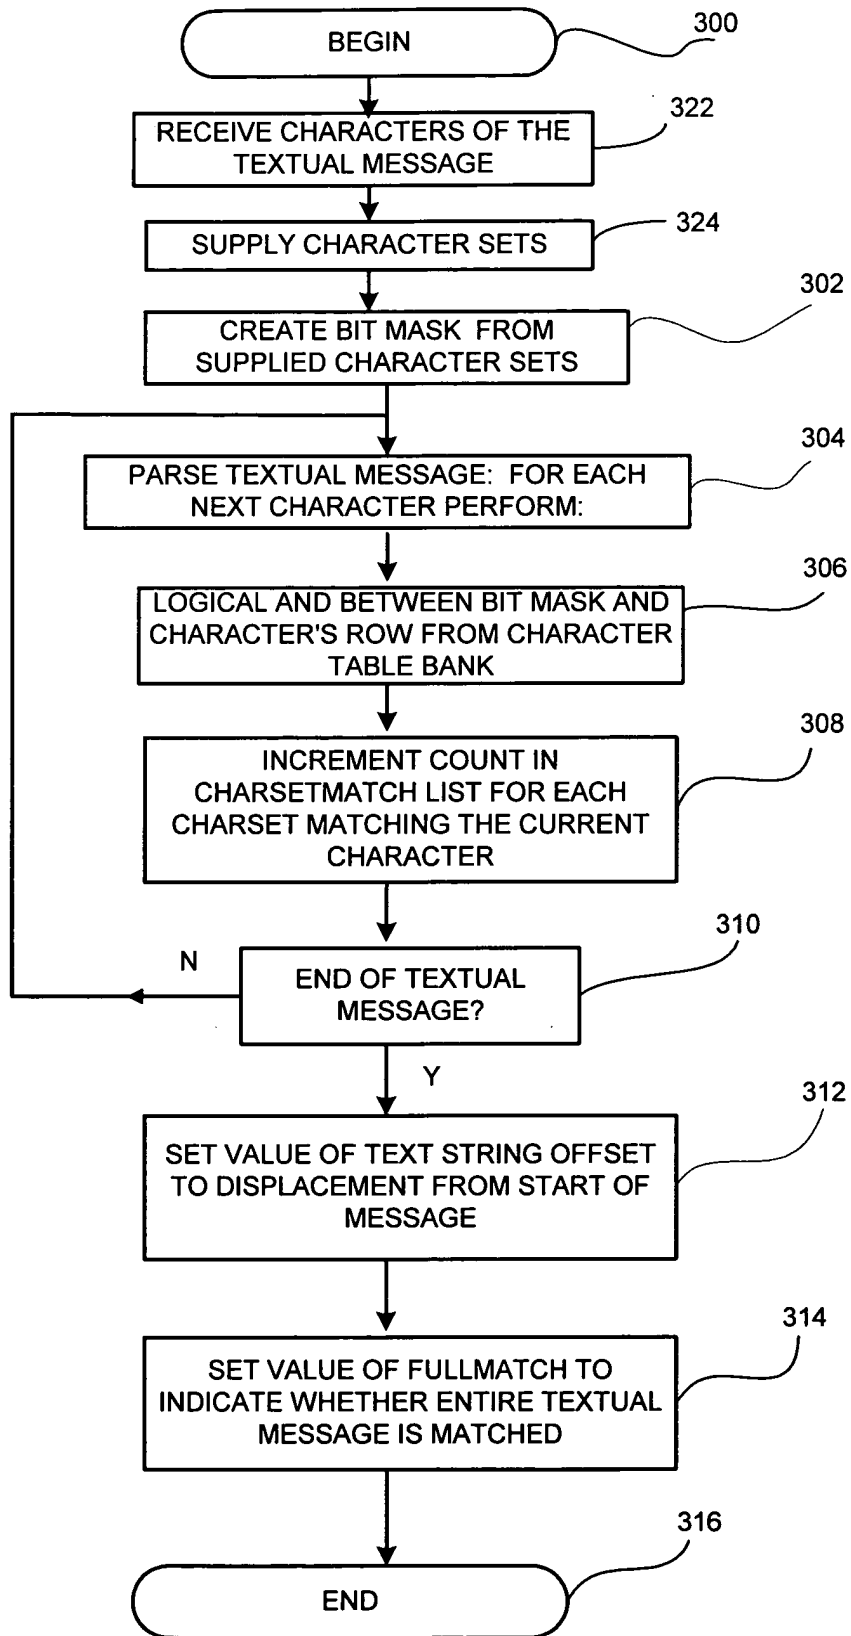 BEGIN
300
RECEIVE CHARACTERS OF THE
TEXTUAL MESSAGE
322
SUPPLY CHARACTER SETS
324
CREATE BIT MASK FROM
SUPPLIED CHARACTER SETS
302
PARSE TEXTUAL MESSAGE: FOR EACH
NEXT CHARACTER PERFORM:
304
LOGICAL AND BETWEEN BIT MASK AND
CHARACTER'S ROW FROM CHARACTER
TABLE BANK
306
INCREMENT COUNT IN
CHARSETMATCH LIST FOR EACH
CHARSET MATCHING THE CURRENT
CHARACTER
308
END OF TEXTUAL
MESSAGE?
310
N
Y
SET VALUE OF TEXT STRING OFFSET
TO DISPLACEMENT FROM START OF
MESSAGE
312
SET VALUE OF FULLMATCH TO
INDICATE WHETHER ENTIRE TEXTUAL
MESSAGE IS MATCHED
314
END
316